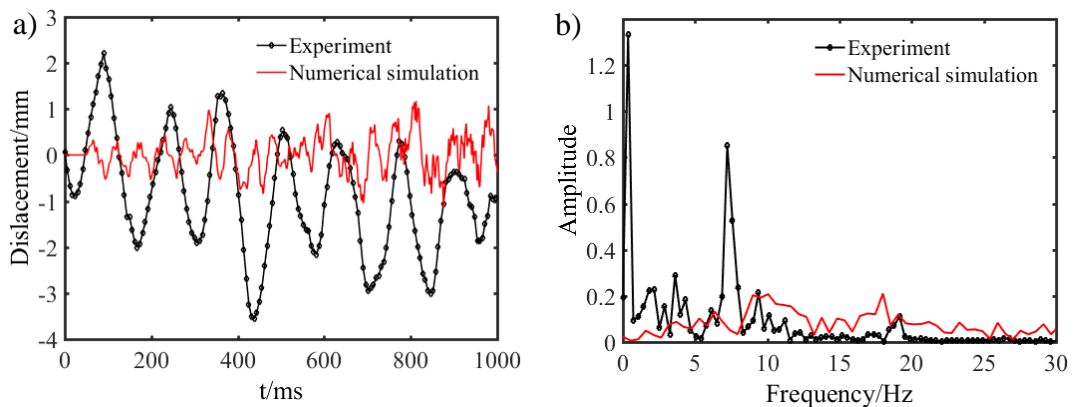 a)
Dislacement/mm
3
2
1
0
-1
-2
-3
-4
Experiment
Numerical simulation
0 200 400 600 800 1000
t/ms
b)
Amplitude
1.2
1
0.8
0.6
0.4
0.2
0
Experiment
Numerical simulation
0 5 10 15 20 25 30
Frequency/Hz